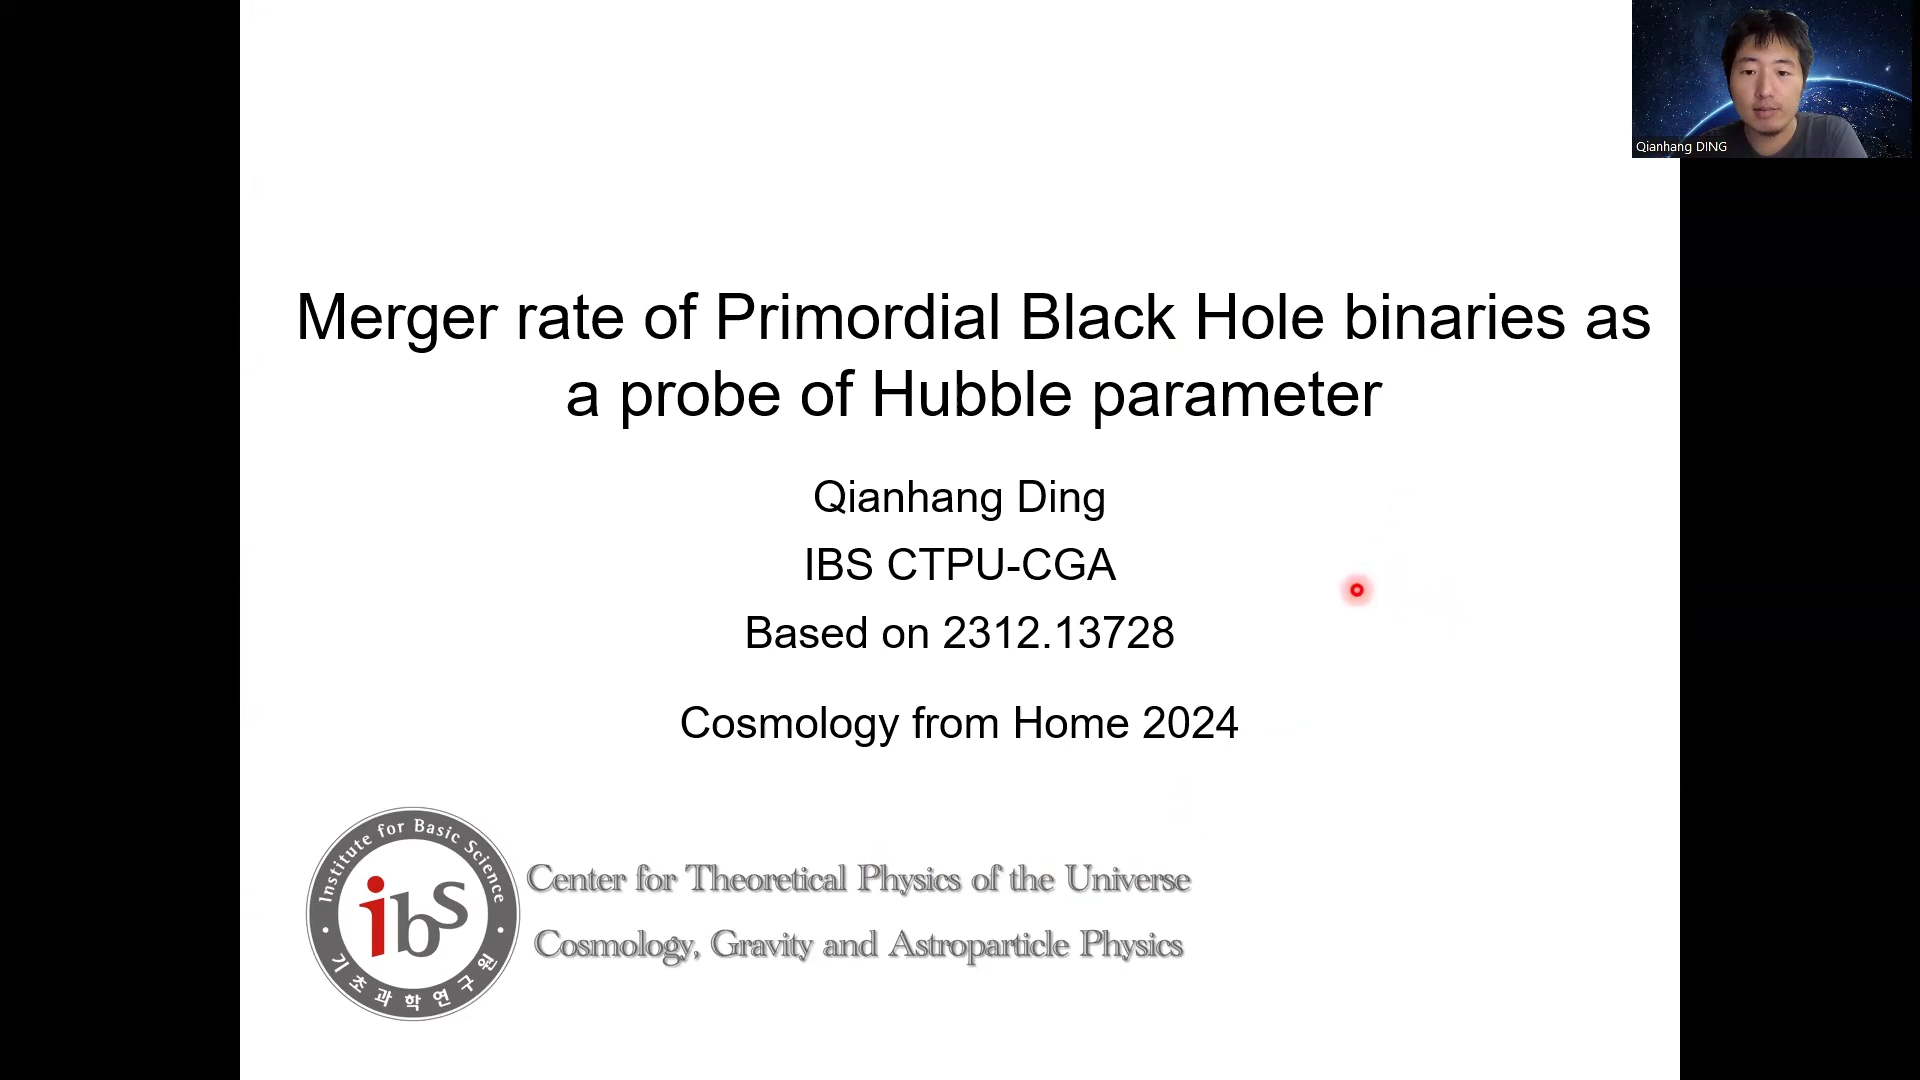 Qianhang DING
Merger rate of Primordial Black Hole binaries as
a probe of Hubble parameter
Qianhang Ding
IBS CTPU-CGA
Based on 2312.13728
Cosmology from Home 2024
Institute for Basic Science
ibs
기초과학연구원
Center for Theoretical Physics of the Universe
Cosmology, Gravity and Astroparticle Physics